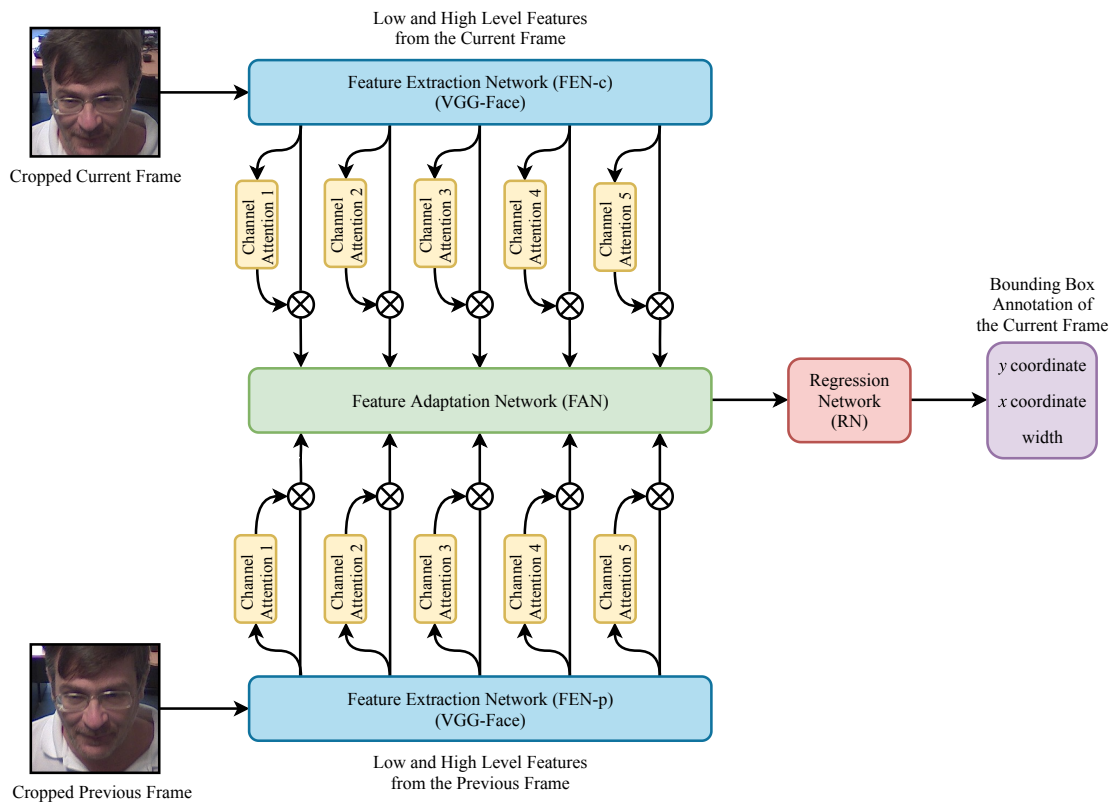 Low and High Level Features
from the Current Frame
Feature Extraction Network (FEN-c)
(VGG-Face)
Cropped Current Frame
Channel
Attention 1
Channel
Attention 2
Channel
Attention 3
Channel
Attention 4
Channel
Attention 5
Feature Adaptation Network (FAN)
Regression
Network
(RN)
Bounding Box
Annotation of
the Current Frame
y coordinate
x coordinate
width
Channel
Attention 1
Channel
Attention 2
Channel
Attention 3
Channel
Attention 4
Channel
Attention 5
Feature Extraction Network (FEN-p)
(VGG-Face)
Cropped Previous Frame
Low and High Level Features
from the Previous Frame